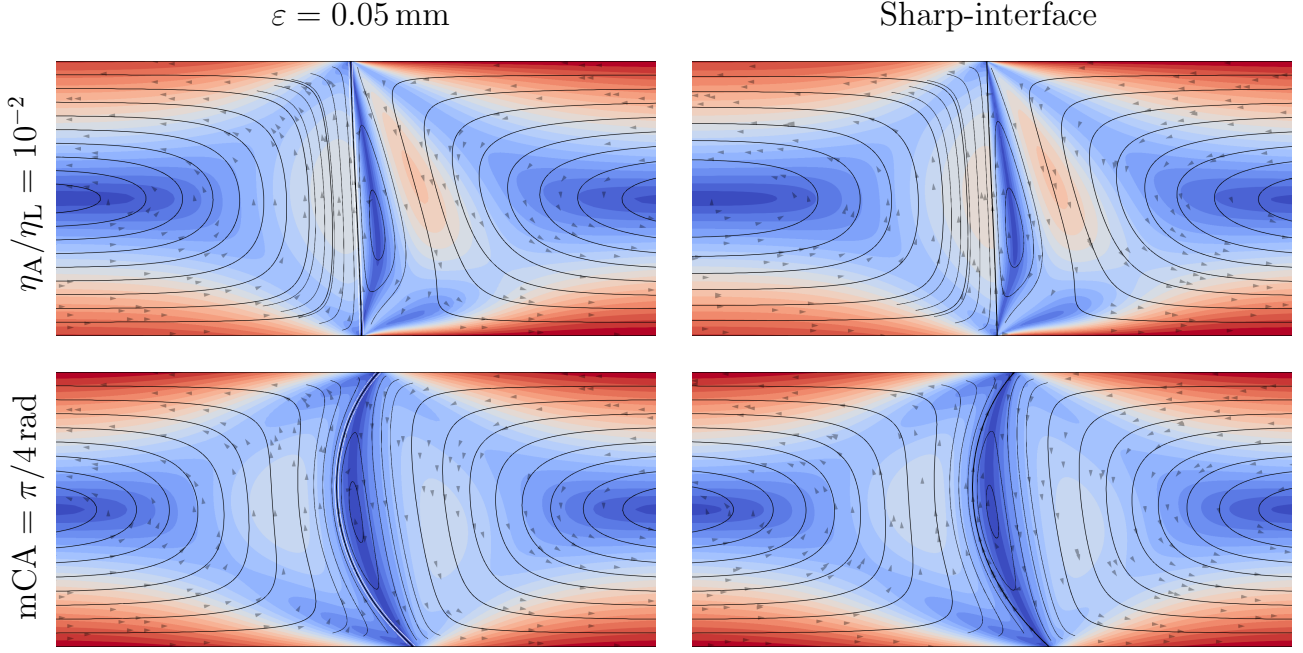 ε = 0.05 mm
Sharp-interface
η_A/η_L = 10⁻²
mCA = π/4 rad